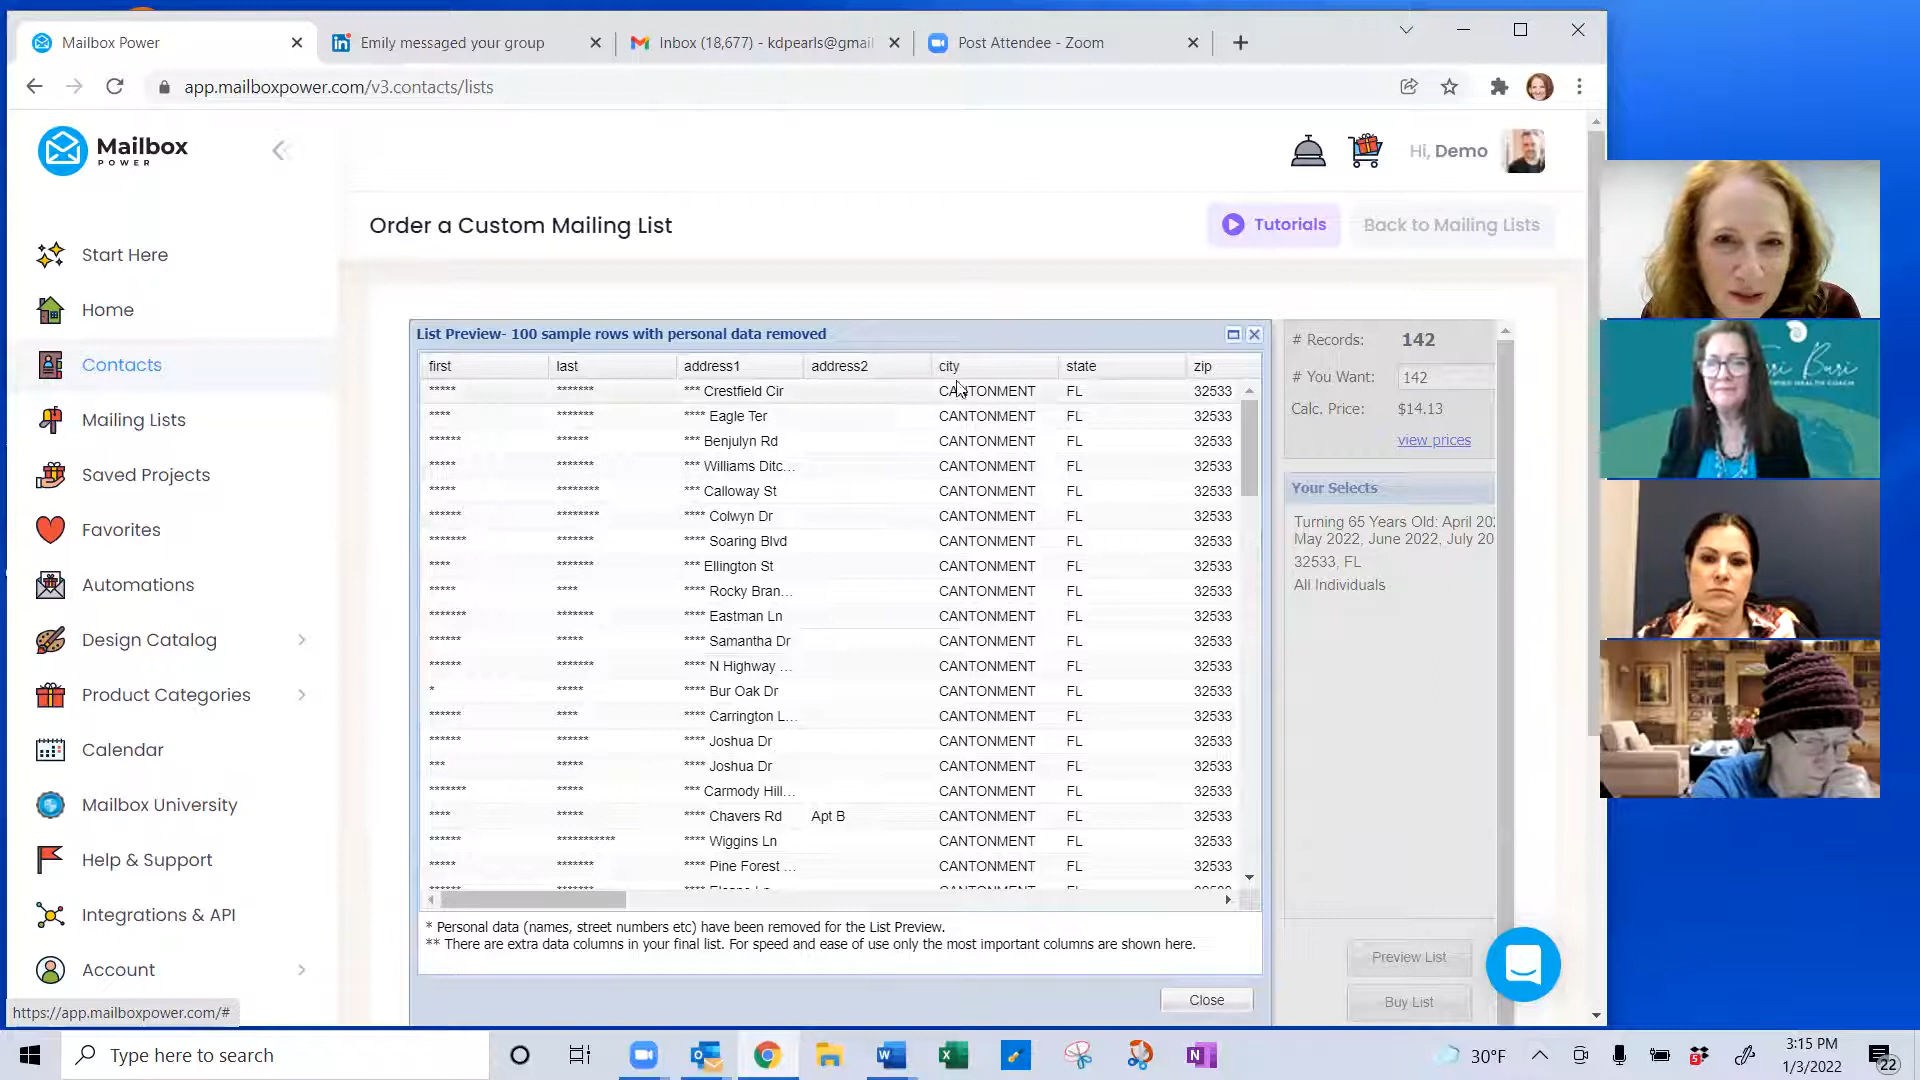 Mailbox Power
Emily messaged your group
Inbox (18,677) - kdpearls@gmai
Post Attendee - Zoom
app.mailboxpower.com/v3.contacts/lists
Mailbox
POWER
Hi, Demo
Order a Custom Mailing List
Tutorials
Back to Mailing Lists
Start Here
Home
Contacts
Mailing Lists
Saved Projects
Favorites
Automations
Design Catalog
Product Categories
Calendar
Mailbox University
Help & Support
Integrations & API
Account
https://app.mailboxpower.com/#
List Preview- 100 sample rows with personal data removed
first last address1 address2 city state zip
***** ******* *** Crestfield Cir CANTONMENT FL 32533
**** ******* **** Eagle Ter CANTONMENT FL 32533
****** ****** *** Benjulyn Rd CANTONMENT FL 32533
***** ******* *** Williams Ditc... CANTONMENT FL 32533
***** ******** *** Calloway St CANTONMENT FL 32533
****** ******** **** Colwyn Dr CANTONMENT FL 32533
******* ******* **** Soaring Blvd CANTONMENT FL 32533
**** ******* *** Ellington St CANTONMENT FL 32533
***** **** **** Rocky Bran... CANTONMENT FL 32533
******* ******* **** Eastman Ln CANTONMENT FL 32533
****** ***** **** Samantha Dr CANTONMENT FL 32533
****** ******* **** N Highway ... CANTONMENT FL 32533
* ***** **** Bur Oak Dr CANTONMENT FL 32533
****** **** **** Carrington L... CANTONMENT FL 32533
****** ****** **** Joshua Dr CANTONMENT FL 32533
*** ***** **** Joshua Dr CANTONMENT FL 32533
******* ***** *** Carmody Hill... CANTONMENT FL 32533
**** ***** **** Chavers Rd Apt B CANTONMENT FL 32533
****** *********** **** Wiggins Ln CANTONMENT FL 32533
***** ******* **** Pine Forest ... CANTONMENT FL 32533
* Personal data (names, street numbers etc) have been removed for the List Preview.
** There are extra data columns in your final list. For speed and ease of use only the most important columns are shown here.
Close
# Records: 142
# You Want: 142
Calc. Price: $14.13
view prices
Your Selects
Turning 65 Years Old: April 202
May 2022, June 2022, July 20
32533, FL
All Individuals
Preview List
Buy List
Type here to search
30°F
3:15 PM
1/3/2022
22